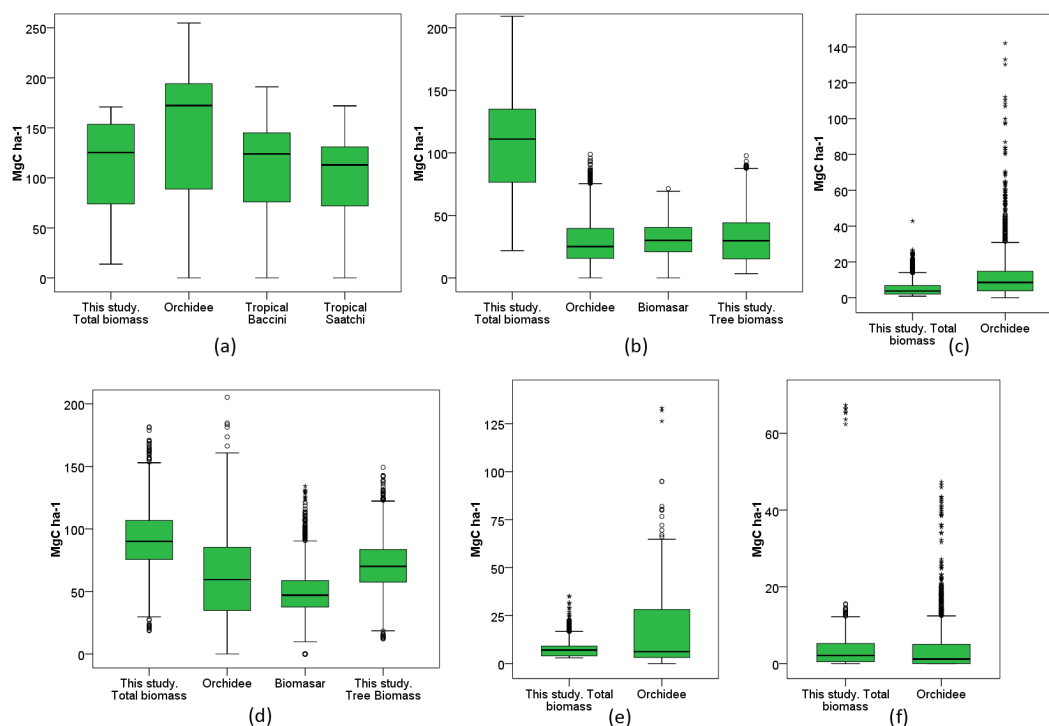 250
200
150
100
50
0
MgC ha-1
This study. Total biomass
Orchidee
Tropical Baccini
Tropical Saatchi
(a)
200
150
100
50
0
MgC ha-1
This study. Total biomass
Orchidee
Biomasar
This study. Tree biomass
(b)
140
120
100
80
60
40
20
0
MgC ha-1
This study. Total biomass
Orchidee
(c)
200
150
100
50
0
MgC ha-1
This study. Total biomass
Orchidee
Biomasar
This study. Tree Biomass
(d)
125
100
75
50
25
0
MgC ha-1
This study. Total biomass
Orchidee
(e)
60
40
20
0
MgC ha-1
This study. Total biomass
Orchidee
(f)